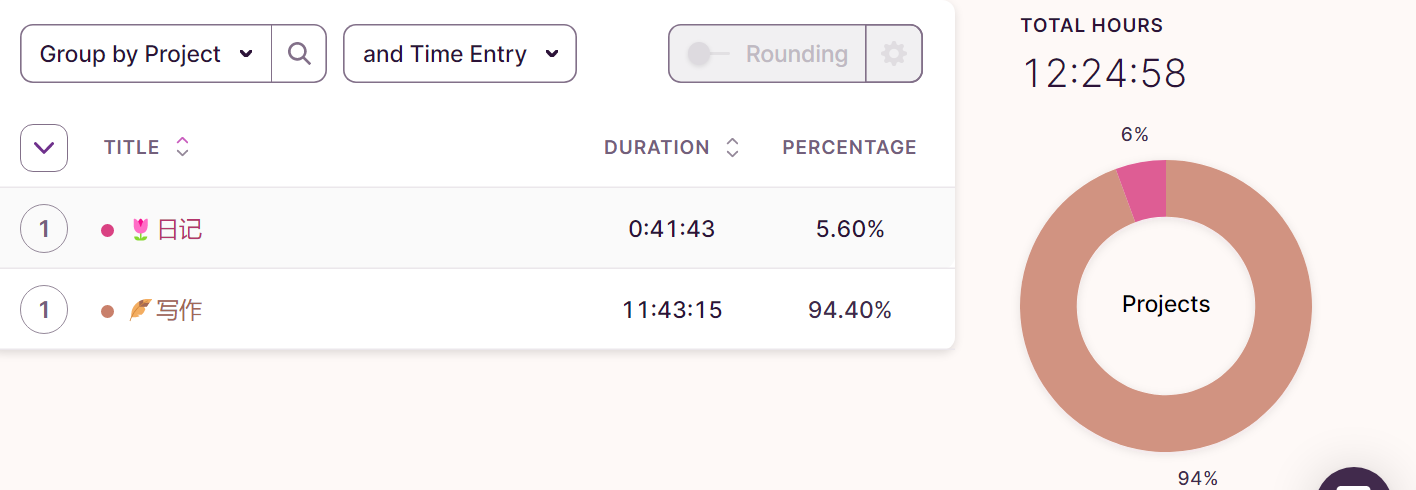 Group by Project and Time Entry Rounding
TITLE DURATION PERCENTAGE
1 🌷日记 0:41:43 5.60%
1 🍂写作 11:43:15 94.40%
TOTAL HOURS
12:24:58
6%
Projects
94%